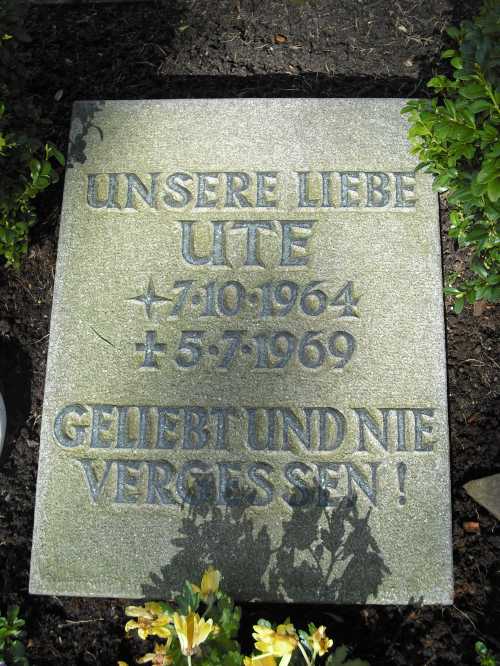 UNSERE LIEBE
UTE
7·10·1964
✝5·7·1969
GELIEBT UND NIE
VERGESSEN!